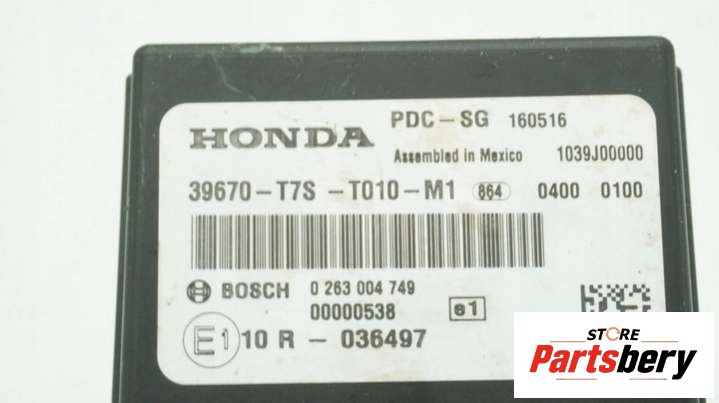 HONDA PDC-SG 160516
Assembled in Mexico 1039J00000
39670-T7S -T010-M1 864 0400 0100
BOSCH 0 263 004 749
00000538 e1
E1 10 R - 036497
STORE
Partsbery